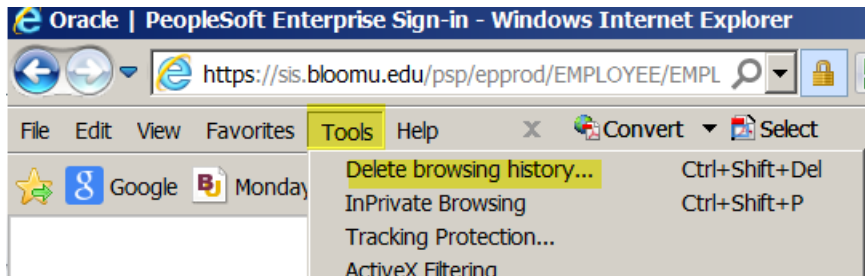 Oracle | PeopleSoft Enterprise Sign-in - Windows Internet Explorer
https://sis.bloomu.edu/psp/epprod/EMPLOYEE/EMPL
File Edit View Favorites Tools Help x Convert Select
Google Monday
Delete browsing history... Ctrl+Shift+Del
InPrivate Browsing Ctrl+Shift+P
Tracking Protection...
ActiveX Filtering